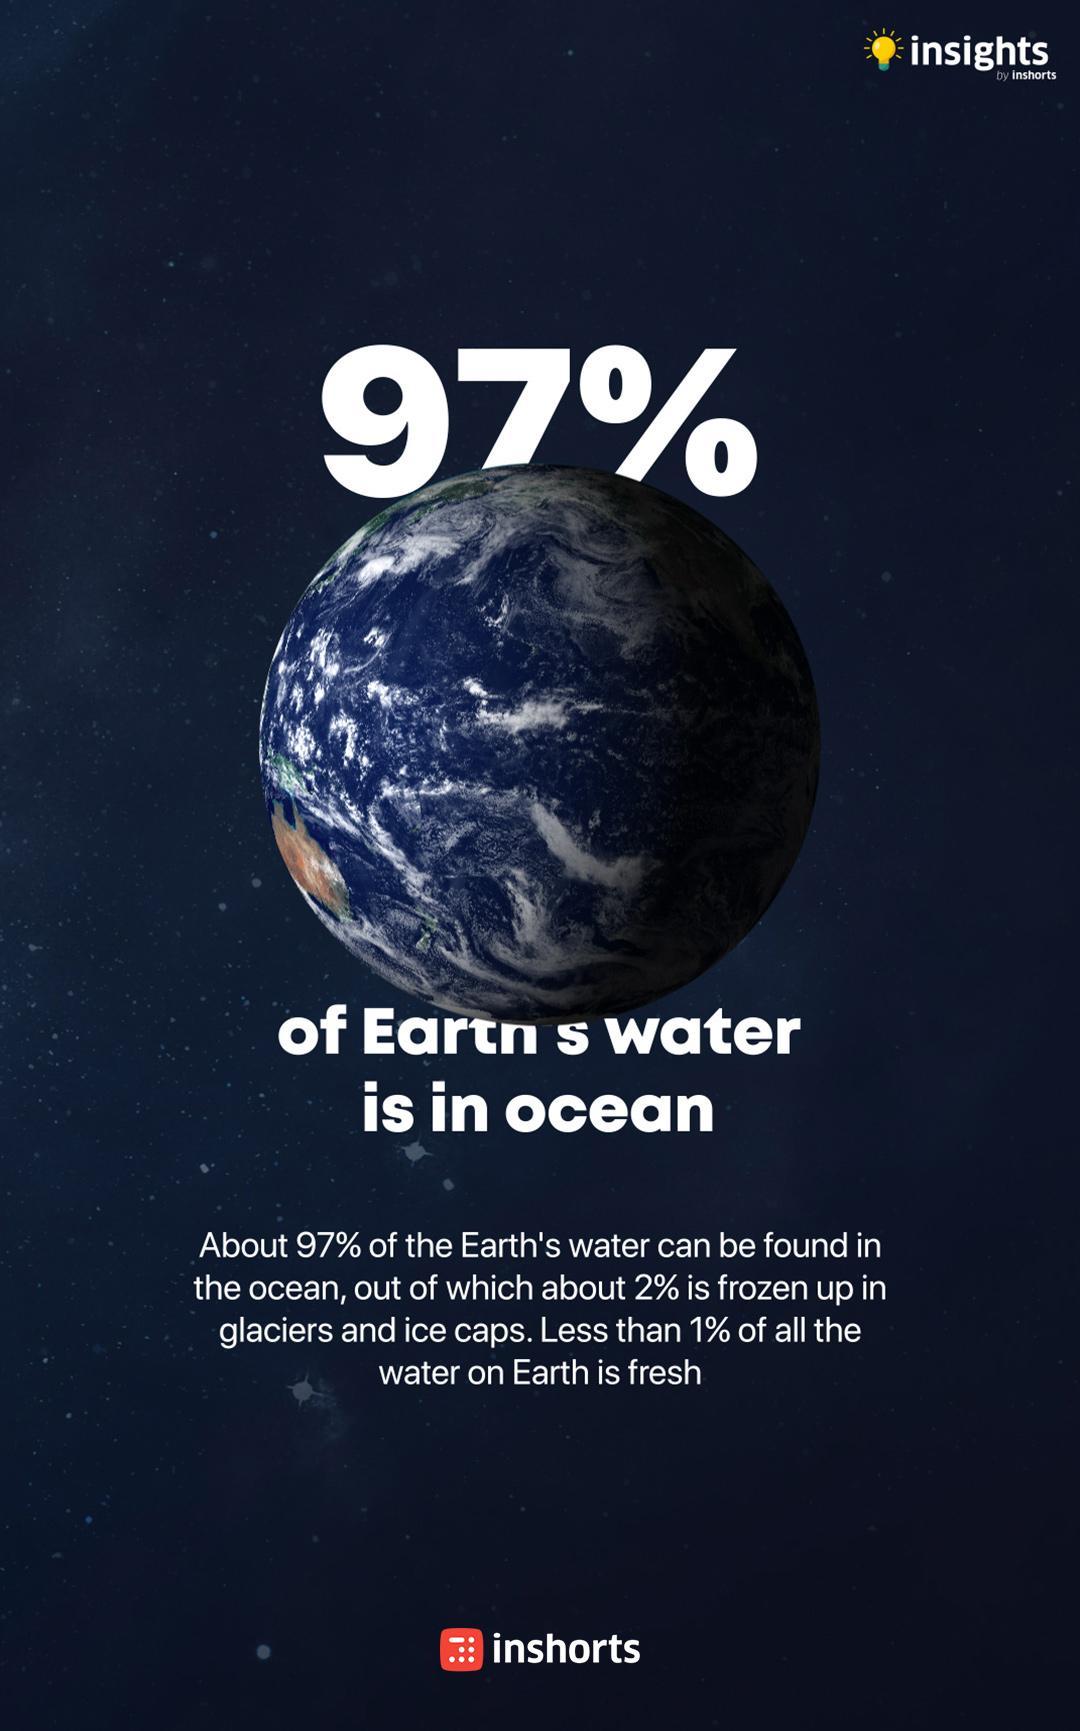 insights
by inshorts
97%
of Earth's water
is in ocean
About 97% of the Earth's water can be found in
the ocean, out of which about 2% is frozen up in
glaciers and ice caps. Less than 1% of all the
water on Earth is fresh
inshorts